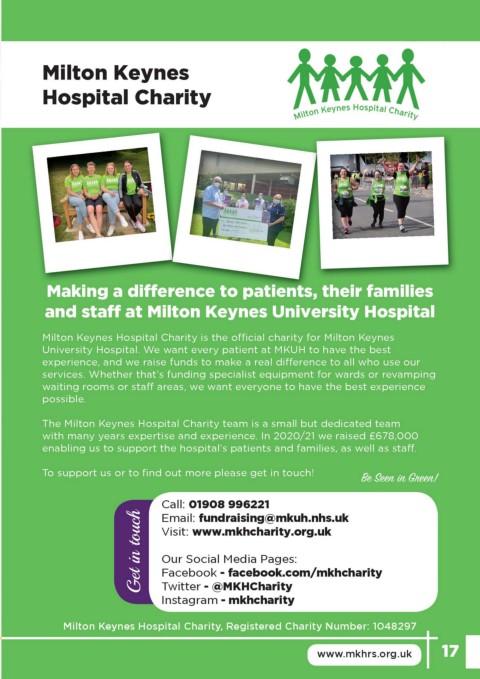 Milton Keynes
Hospital Charity
Milton Keynes Hospital Charity
Making a difference to patients, their families
and staff at Milton Keynes University Hospital
Milton Keynes Hospital Charity is the official charity for Milton Keynes
University Hospital. We want every patient at MKUH to have the best
experience, and we raise funds to make a real difference to all who use our
services. Whether that's funding specialist equipment for wards or revamping
waiting rooms or staff areas, we want everyone to have the best experience
possible.
The Milton Keynes Hospital Charity team is a small but dedicated team
with many years expertise and experience. In 2020/21 we raised £678,000
enabling us to support the hospital's patients and families, as well as staff.
To support us or to find out more please get in touch!
Be Seen in Green!
Get in touch
Call: 01908 996221
Email: fundraising@mkuh.nhs.uk
Visit: www.mkhcharity.org.uk
Our Social Media Pages:
Facebook - facebook.com/mkhcharity
Twitter - @MKHCharity
Instagram - mkhcharity
Milton Keynes Hospital Charity, Registered Charity Number: 1048297
www.mkhrs.org.uk
17